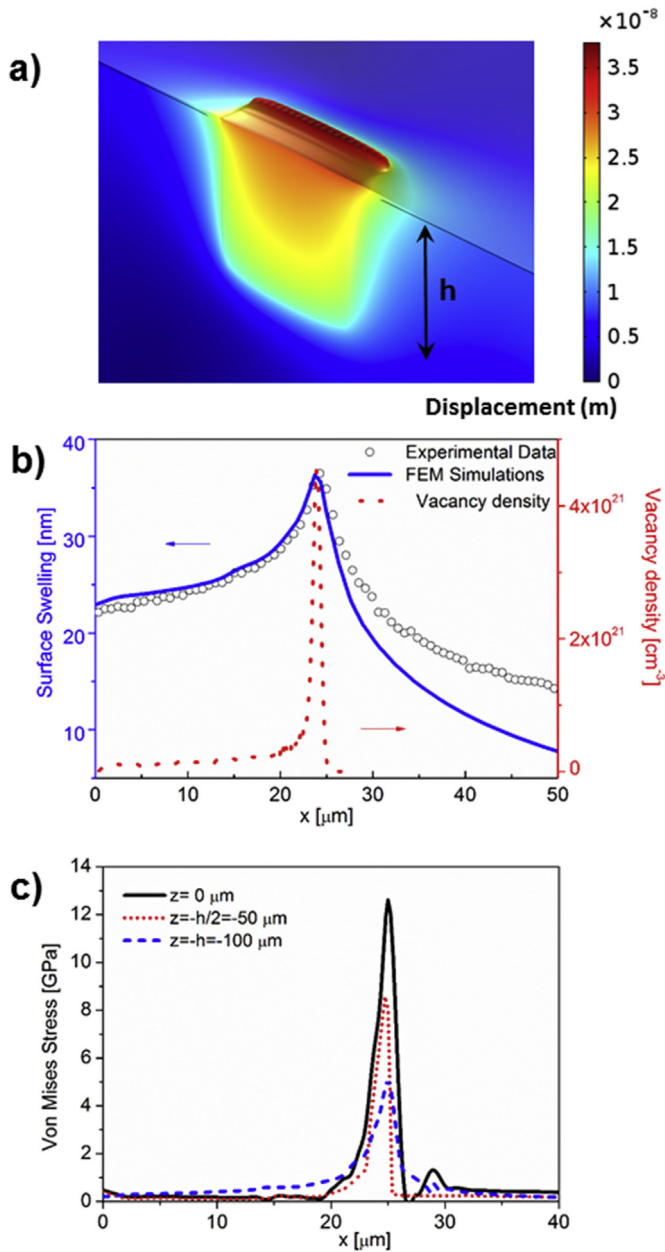 a)
×10⁻⁸
3.5
3
2.5
2
1.5
1
0.5
0
h
Displacement (m)
b)
Surface Swelling [nm]
40
30
20
10
Experimental Data
FEM Simulations
Vacancy density
4x10²¹
2x10²¹
0
Vacancy density [cm⁻³]
0 10 20 30 40 50
x [μm]
c)
Von Mises Stress [GPa]
14
12
10
8
6
4
2
0
z= 0 μm
z=-h/2=-50 μm
z=-h=-100 μm
0 10 20 30 40
x [μm]